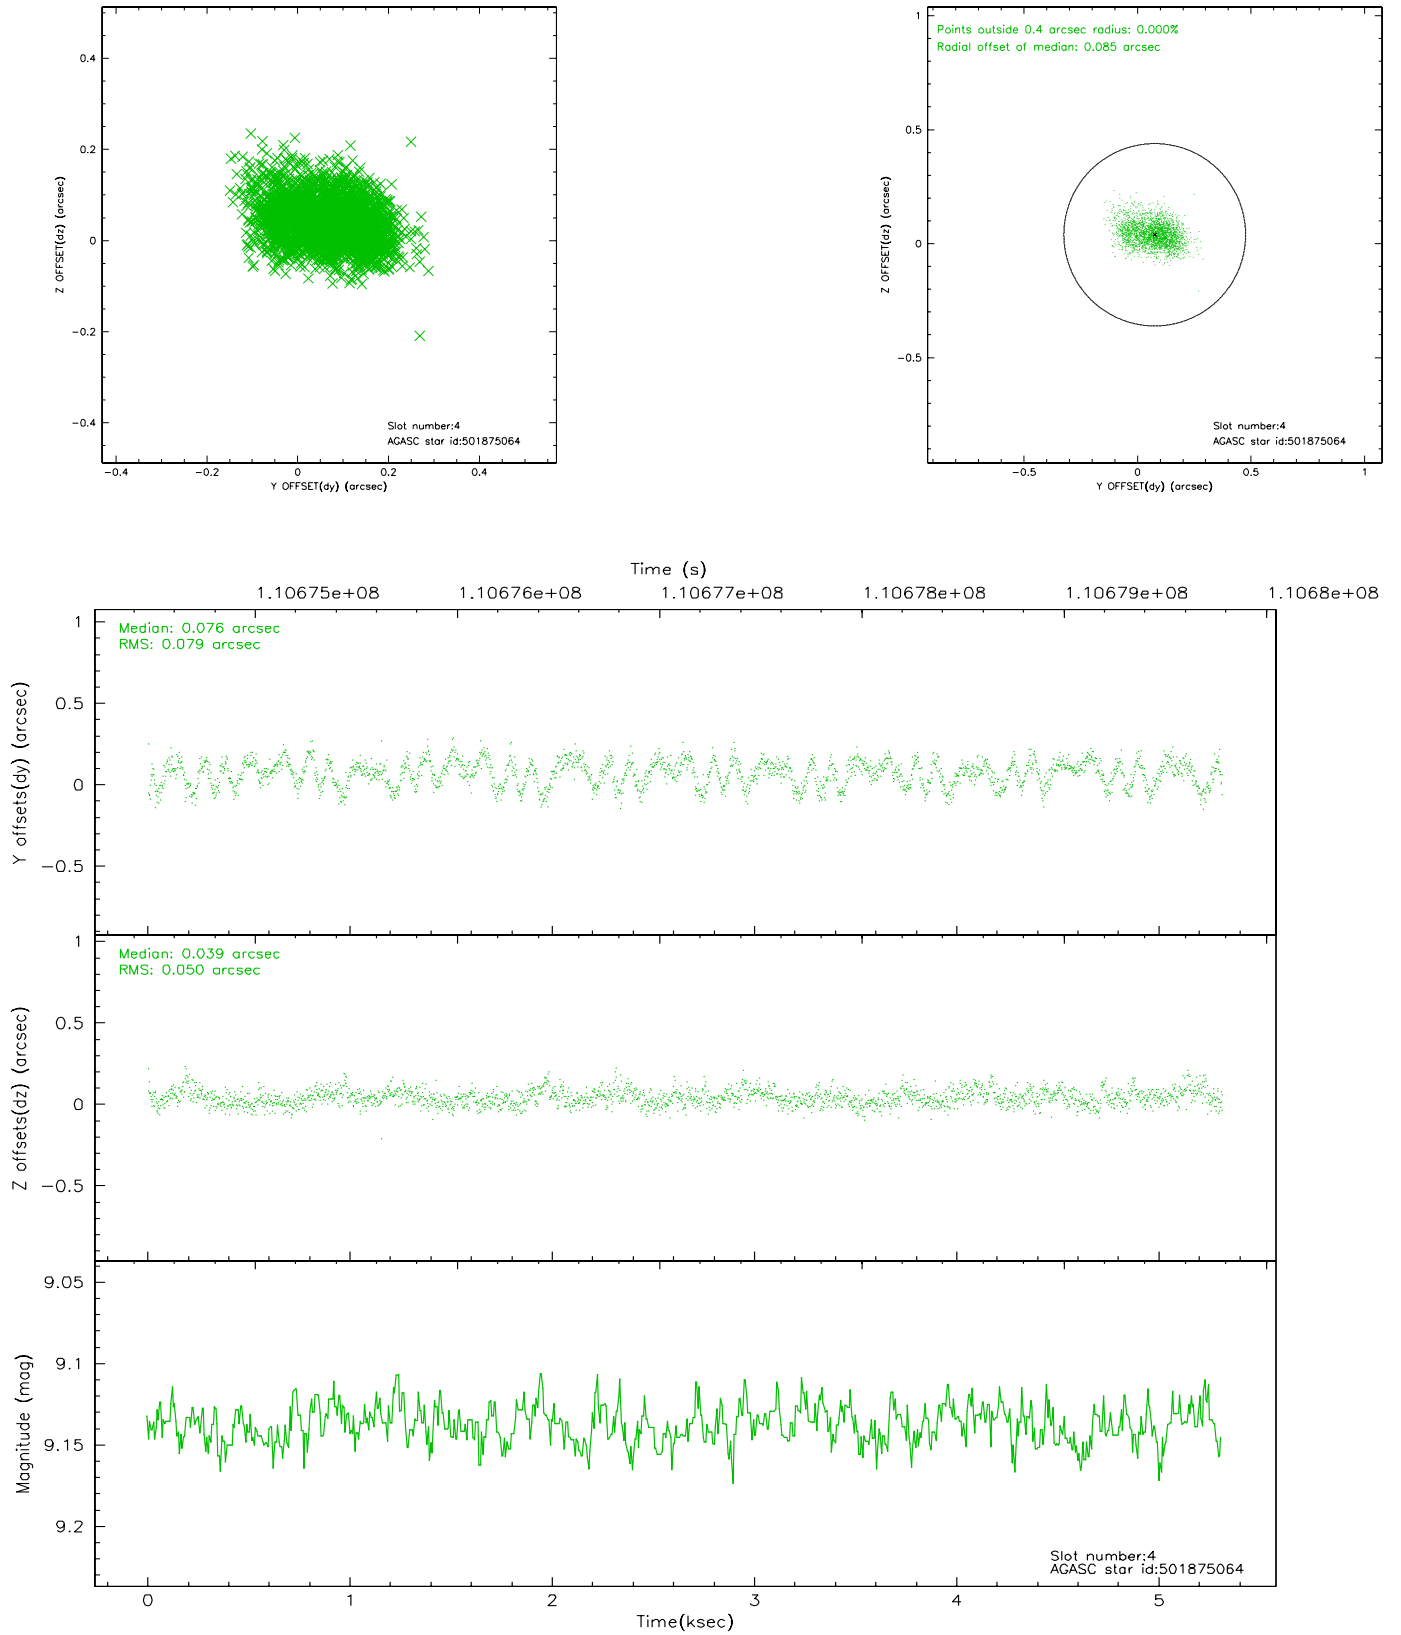 0.4
0.2
0
−0.2
−0.4
Z OFFSET(dz) (arcsec)
Slot number:4
AGASC star id:501875064
−0.4 −0.2 0 0.2 0.4
Y OFFSET(dy) (arcsec)
Points outside 0.4 arcsec radius: 0.000%
Radial offset of median: 0.085 arcsec
1
0.5
0
−0.5
Z OFFSET(dz) (arcsec)
Slot number:4
AGASC star id:501875064
−0.5 0 0.5 1
Y OFFSET(dy) (arcsec)
Time (s)
1.10675e+08 1.10676e+08 1.10677e+08 1.10678e+08 1.10679e+08 1.1068e+08
Median: 0.076 arcsec
RMS: 0.079 arcsec
1
0.5
0
−0.5
Y offsets(dy) (arcsec)
Median: 0.039 arcsec
RMS: 0.050 arcsec
1
0.5
0
−0.5
Z offsets(dz) (arcsec)
9.05
9.1
9.15
9.2
Magnitude (mag)
Slot number:4
AGASC star id:501875064
0 1 2 3 4 5
Time(ksec)